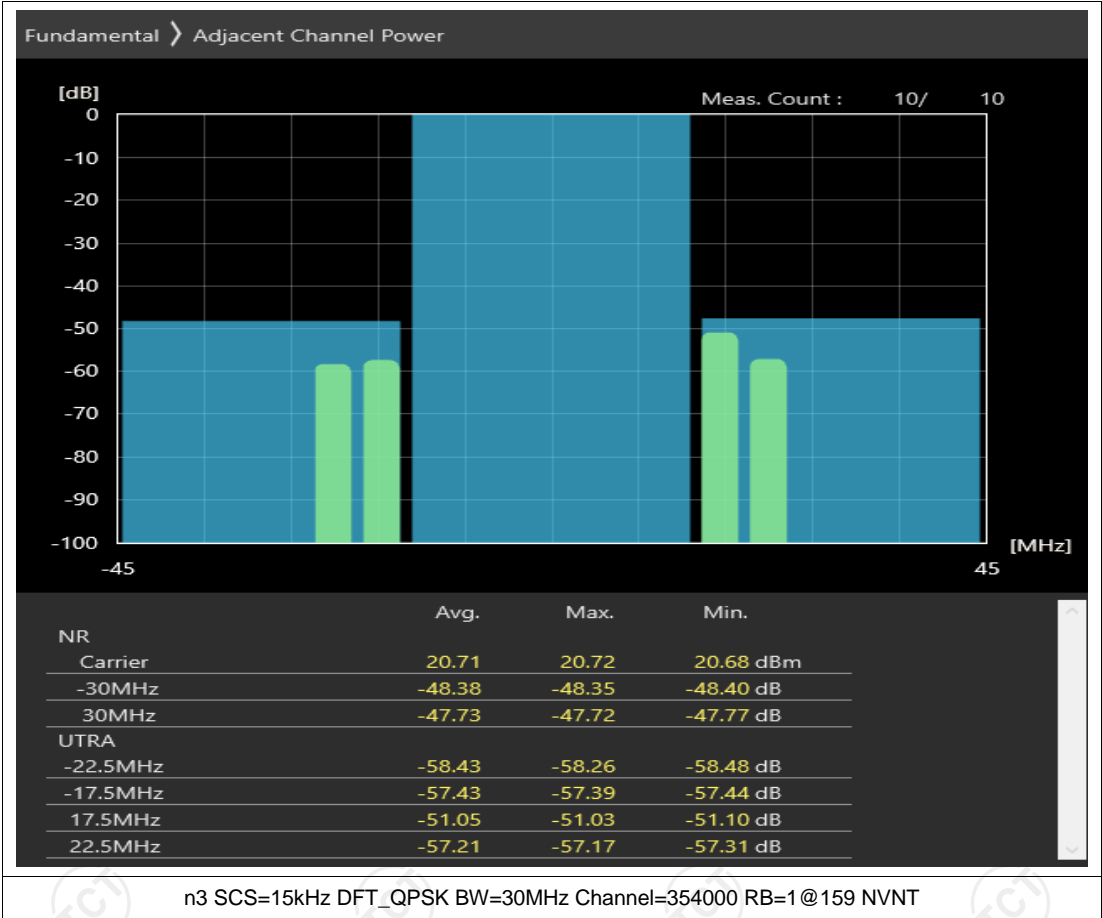 Fundamental ❯ Adjacent Channel Power
[dB]
Meas. Count : 10/ 10
0
-10
-20
-30
-40
-50
-60
-70
-80
-90
-100
[MHz]
-45 45
Avg. Max. Min.
NR
Carrier 20.71 20.72 20.68 dBm
-30MHz -48.38 -48.35 -48.40 dB
30MHz -47.73 -47.72 -47.77 dB
UTRA
-22.5MHz -58.43 -58.26 -58.48 dB
-17.5MHz -57.43 -57.39 -57.44 dB
17.5MHz -51.05 -51.03 -51.10 dB
22.5MHz -57.21 -57.17 -57.31 dB
n3 SCS=15kHz DFT_QPSK BW=30MHz Channel=354000 RB=1@159 NVNT
TCT TCT TCT TCT